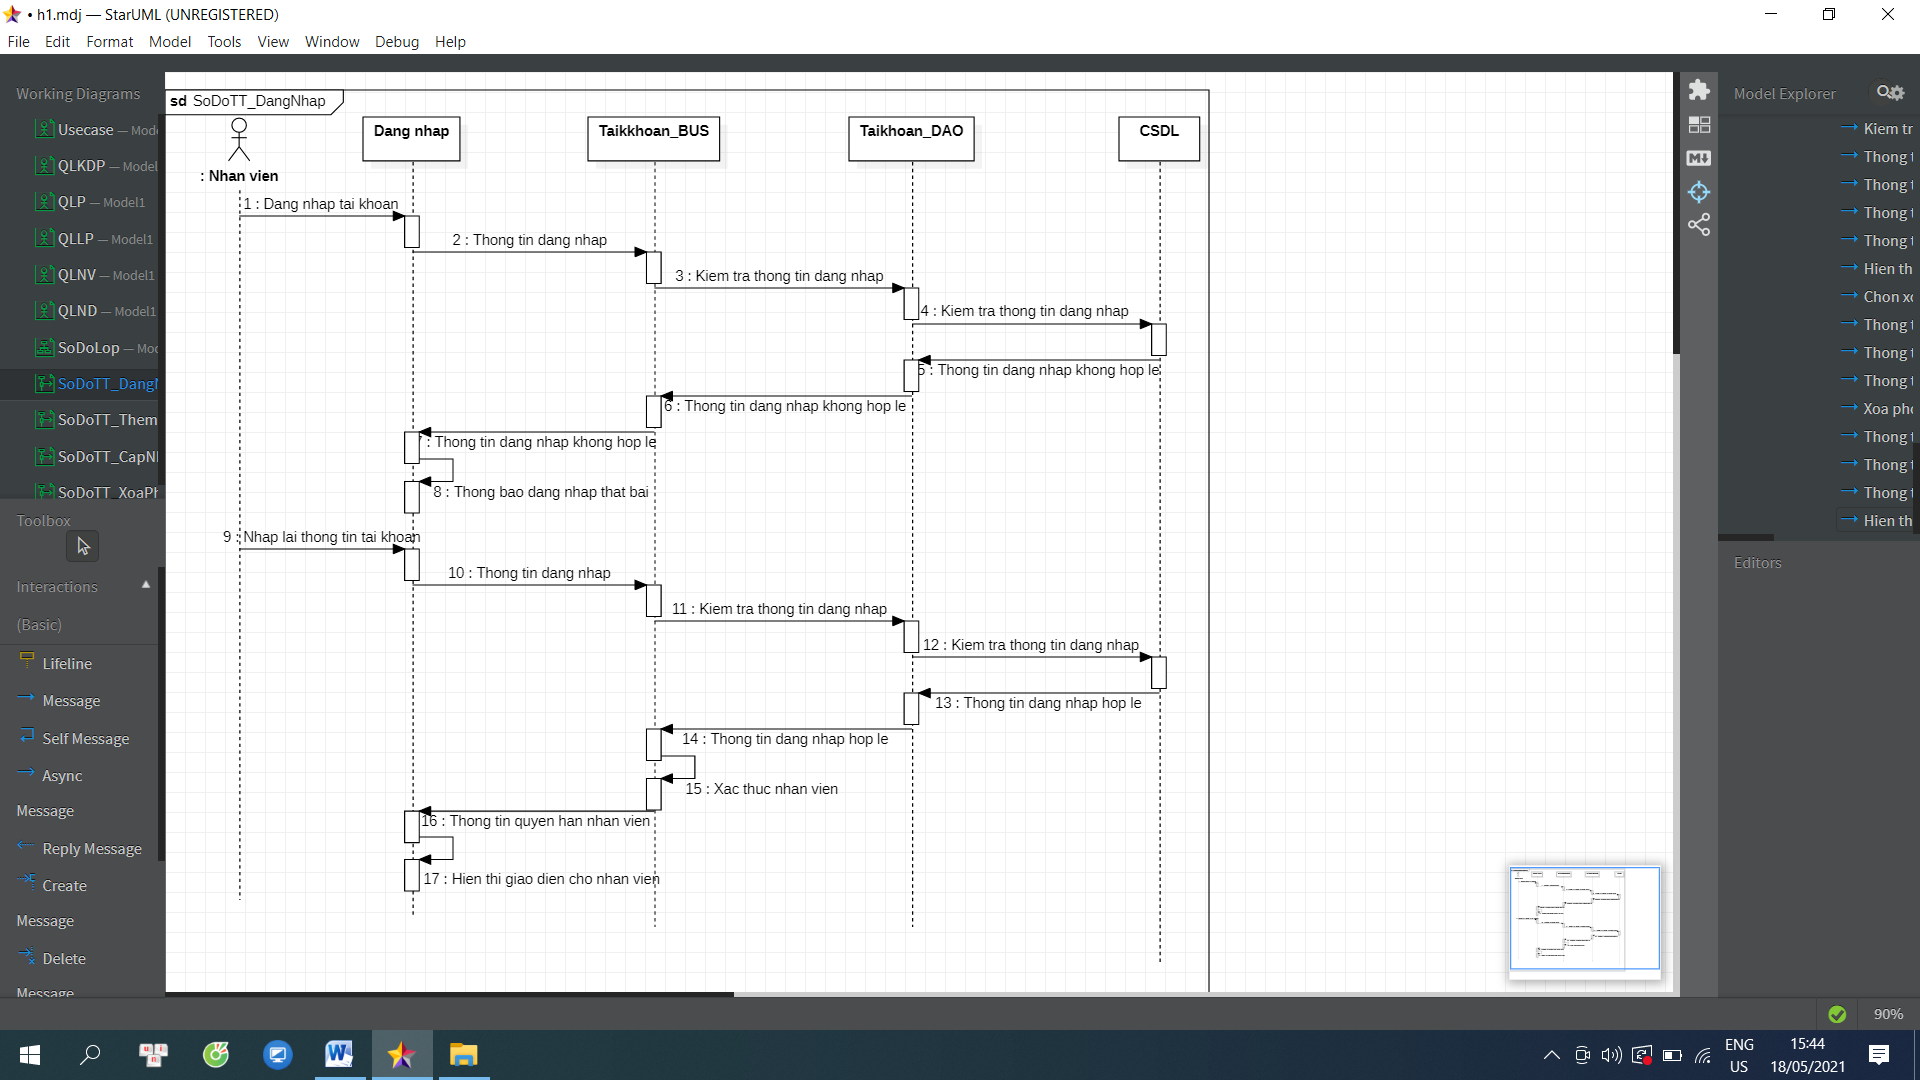 • h1.mdj — StarUML (UNREGISTERED)
File Edit Format Model Tools View Window Debug Help
Working Diagrams
Usecase — Mode
QLKDP — Model
QLP — Model1
QLLP — Model1
QLNV — Model1
QLND — Model1
SoDoLop — Mod
SoDoTT_DangN
SoDoTT_Them
SoDoTT_CapN
SoDoTT_XoaPh
Toolbox
Interactions
(Basic)
Lifeline
Message
Self Message
Async
Message
Reply Message
Create
Message
Delete
Message
sd SoDoTT_DangNhap
: Nhan vien
Dang nhap
Taikkhoan_BUS
Taikhoan_DAO
CSDL
1 : Dang nhap tai khoan
2 : Thong tin dang nhap
3 : Kiem tra thong tin dang nhap
4 : Kiem tra thong tin dang nhap
5 : Thong tin dang nhap khong hop le
6 : Thong tin dang nhap khong hop le
7 : Thong tin dang nhap khong hop le
8 : Thong bao dang nhap that bai
9 : Nhap lai thong tin tai khoan
10 : Thong tin dang nhap
11 : Kiem tra thong tin dang nhap
12 : Kiem tra thong tin dang nhap
13 : Thong tin dang nhap hop le
14 : Thong tin dang nhap hop le
15 : Xac thuc nhan vien
16 : Thong tin quyen han nhan vien
17 : Hien thi giao dien cho nhan vien
Model Explorer
Kiem tr
Thong t
Thong t
Thong t
Thong t
Hien th
Chon xo
Thong t
Thong t
Thong t
Xoa pho
Thong t
Thong t
Thong t
Hien th
Editors
90%
ENG
US
15:44
18/05/2021